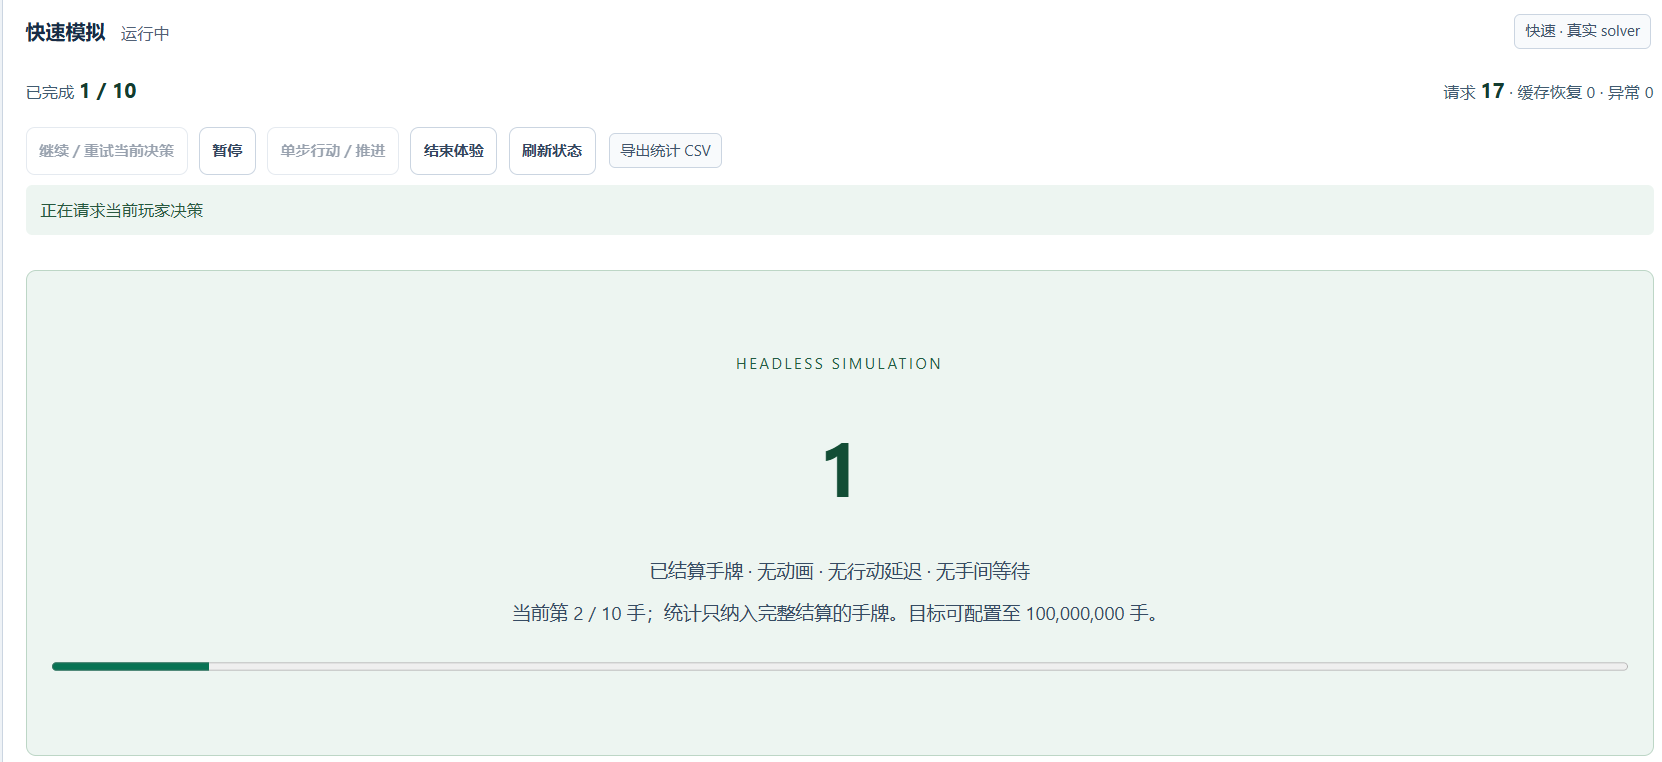 快速模拟 运行中 快速 · 真实 solver
已完成 1 / 10 请求 17 · 缓存恢复 0 · 异常 0
继续 / 重试当前决策 暂停 单步行动 / 推进 结束体验 刷新状态 导出统计 CSV
正在请求当前玩家决策
HEADLESS SIMULATION
1
已结算手牌 · 无动画 · 无行动延迟 · 无手间等待
当前第 2 / 10 手；统计只纳入完整结算的手牌。目标可配置至 100,000,000 手。